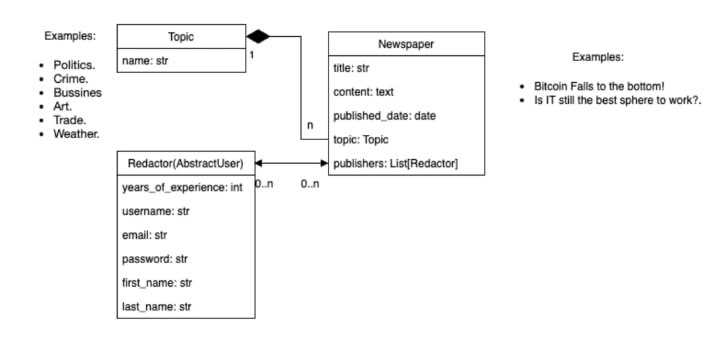 Examples:
• Politics.
• Crime.
• Bussines
• Art.
• Trade.
• Weather.
Topic
name: str
1
n
Newspaper
title: str
content: text
published_date: date
topic: Topic
publishers: List[Redactor]
Examples:
• Bitcoin Falls to the bottom!
• Is IT still the best sphere to work?.
Redactor(AbstractUser)
years_of_experience: int
username: str
email: str
password: str
first_name: str
last_name: str
0..n
0..n